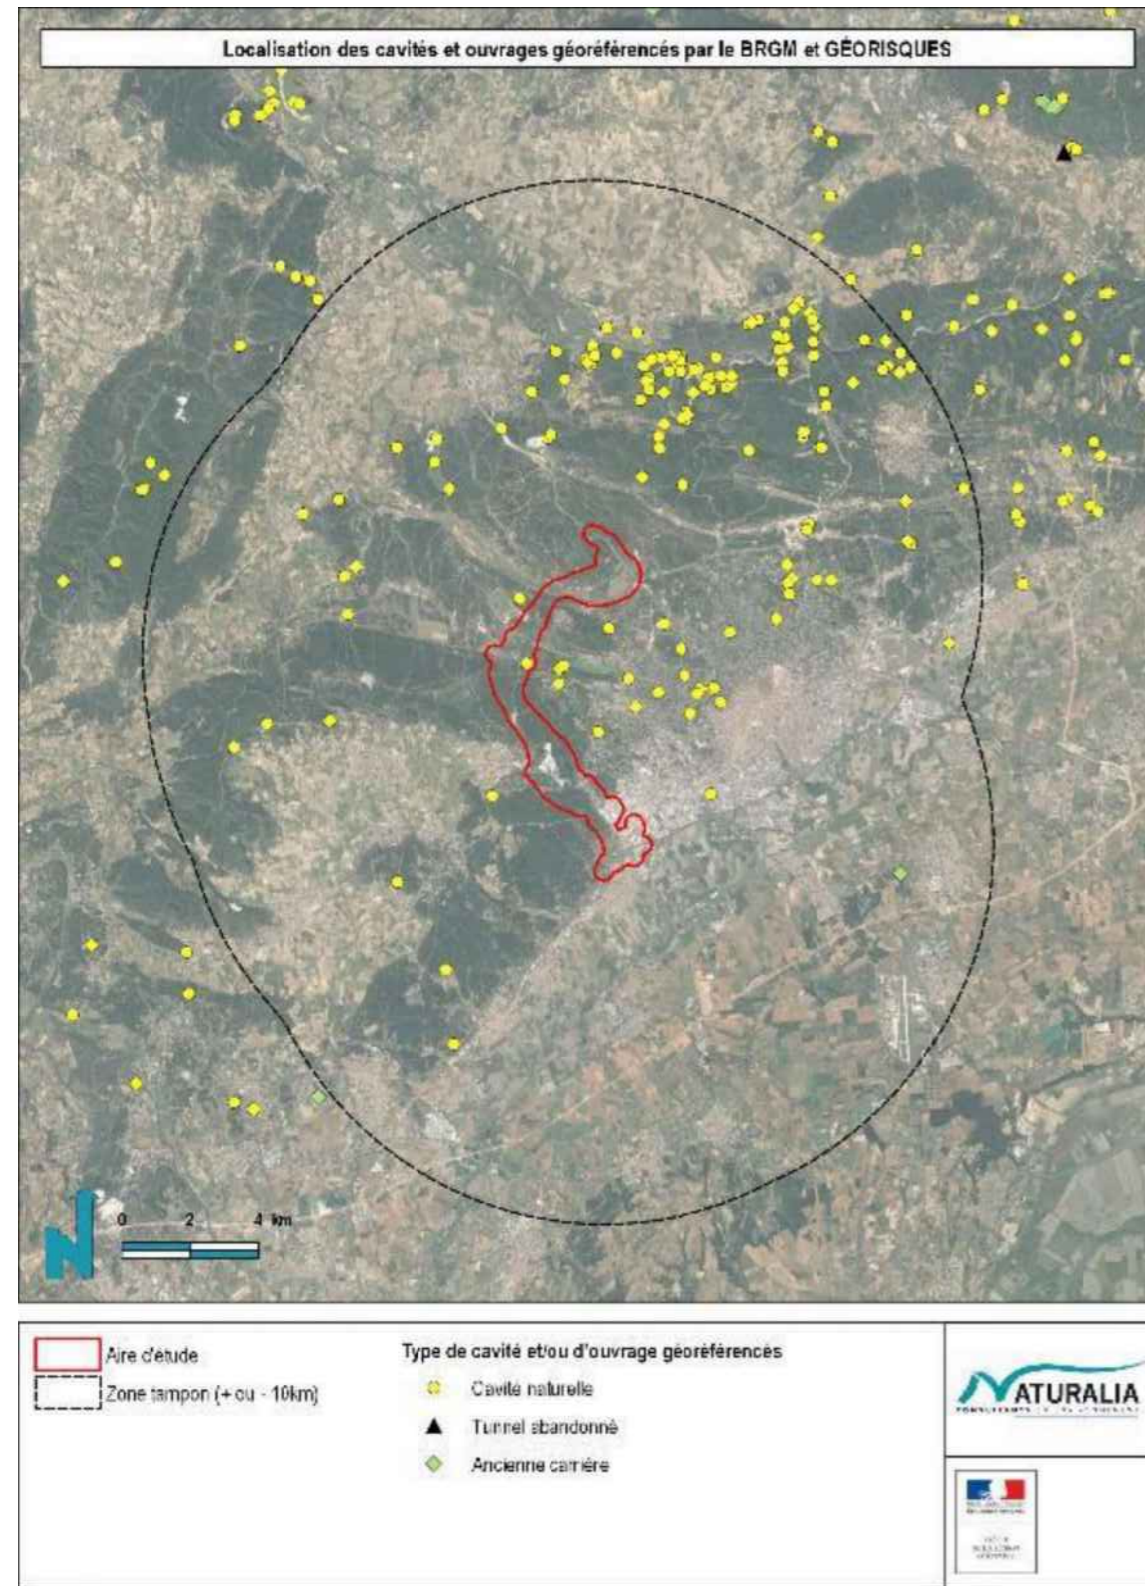 Localisation des cavités et ouvrages géoréférencés par le BRGM et GÉORISQUES
0 2 4 km
Aire d'étude
Zone tampon (+ ou - 10km)
Type de cavité et/ou d'ouvrage géoréférencés
Cavité naturelle
Tunnel abandonné
Ancienne carrière
NATURALIA